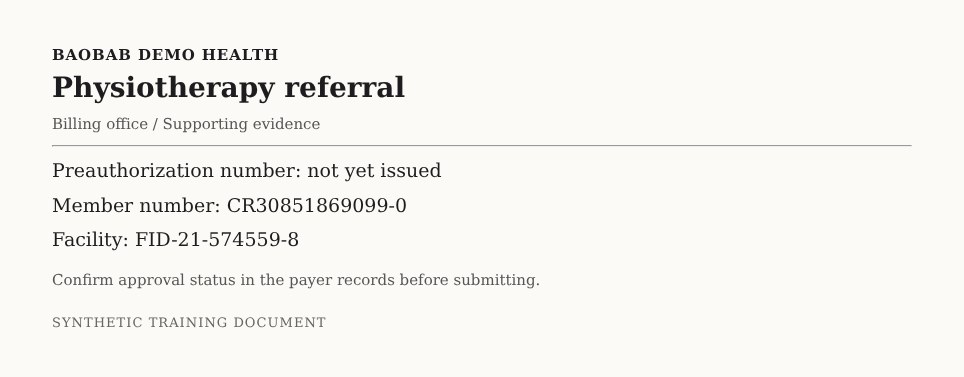 BAOBAB DEMO HEALTH
Physiotherapy referral
Billing office / Supporting evidence
Preauthorization number: not yet issued
Member number: CR30851869099-0
Facility: FID-21-574559-8
Confirm approval status in the payer records before submitting.
SYNTHETIC TRAINING DOCUMENT